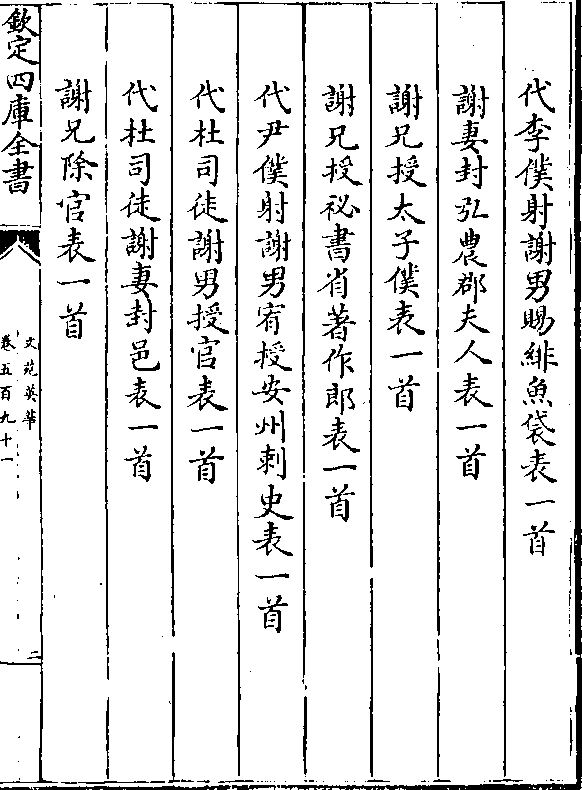 代李僕射謝男賜緋魚袋表一首
謝妻封弘農郡夫人表一首
謝兄授太子僕表一首
謝兄授祕書省著作郎表一首
代尹僕射謝男宥授安州刺史表一首
代杜司徒謝男授官表一首
代杜司徒謝妻封邑表一首
謝兄除官表一首
欽定四庫全書
文苑英華
卷五百九十一
二